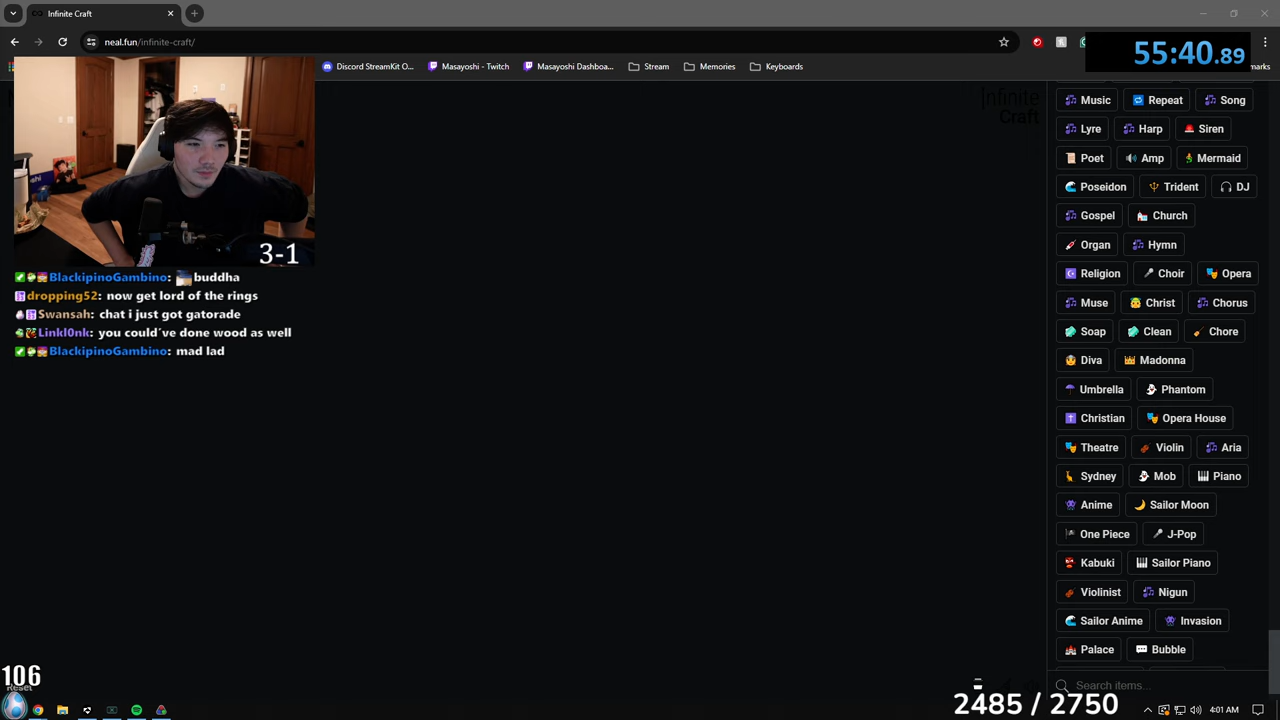 Infinite Craft
neal.fun/infinite-craft/
55:40.89
Discord StreamKit O... Masayoshi - Twitch Masayoshi Dashboa... Stream Memories Keyboards
Infinite
Craft
Music Repeat Song
Lyre Harp Siren
Poet Amp Mermaid
Poseidon Trident DJ
Gospel Church
Organ Hymn
Religion Choir Opera
Muse Christ Chorus
Soap Clean Chore
Diva Madonna
Umbrella Phantom
Christian Opera House
Theatre Violin Aria
Sydney Mob Piano
Anime Sailor Moon
One Piece J-Pop
Kabuki Sailor Piano
Violinist Nigun
Sailor Anime Invasion
Palace Bubble
Search items...
3-1
BlackipinoGambino: buddha
dropping52: now get lord of the rings
Swansah: chat i just got gatorade
Linkl0nk: you could've done wood as well
BlackipinoGambino: mad lad
106
Reset
2485 / 2750
4:01 AM